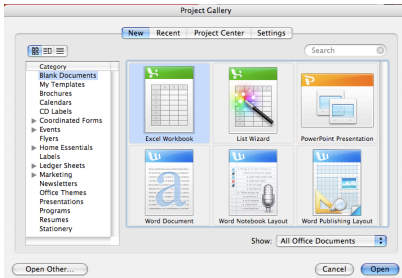 Project Gallery
New Recent Project Center Settings
Search
Category
Blank Documents
My Templates
Brochures
Calendars
CD Labels
Coordinated Forms
Events
Flyers
Home Essentials
Labels
Ledger Sheets
Marketing
Newsletters
Office Themes
Presentations
Programs
Resumes
Stationery
Excel Workbook List Wizard PowerPoint Presentation
Word Document Word Notebook Layout Word Publishing Layout
Show: All Office Documents
Open Other... Cancel Open